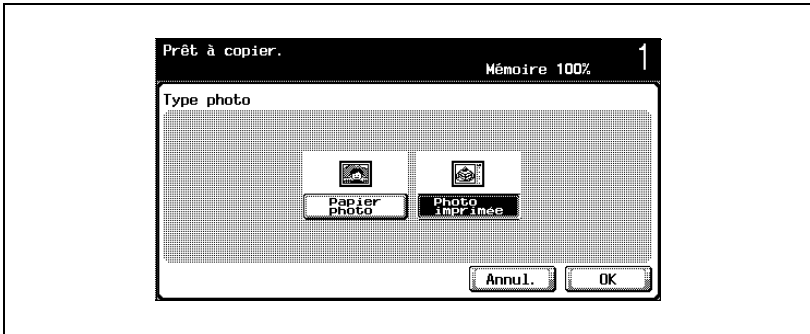 Prêt à copier.
Mémoire 100% 1
Type photo
Papier photo
Photo imprimée
Annul. OK